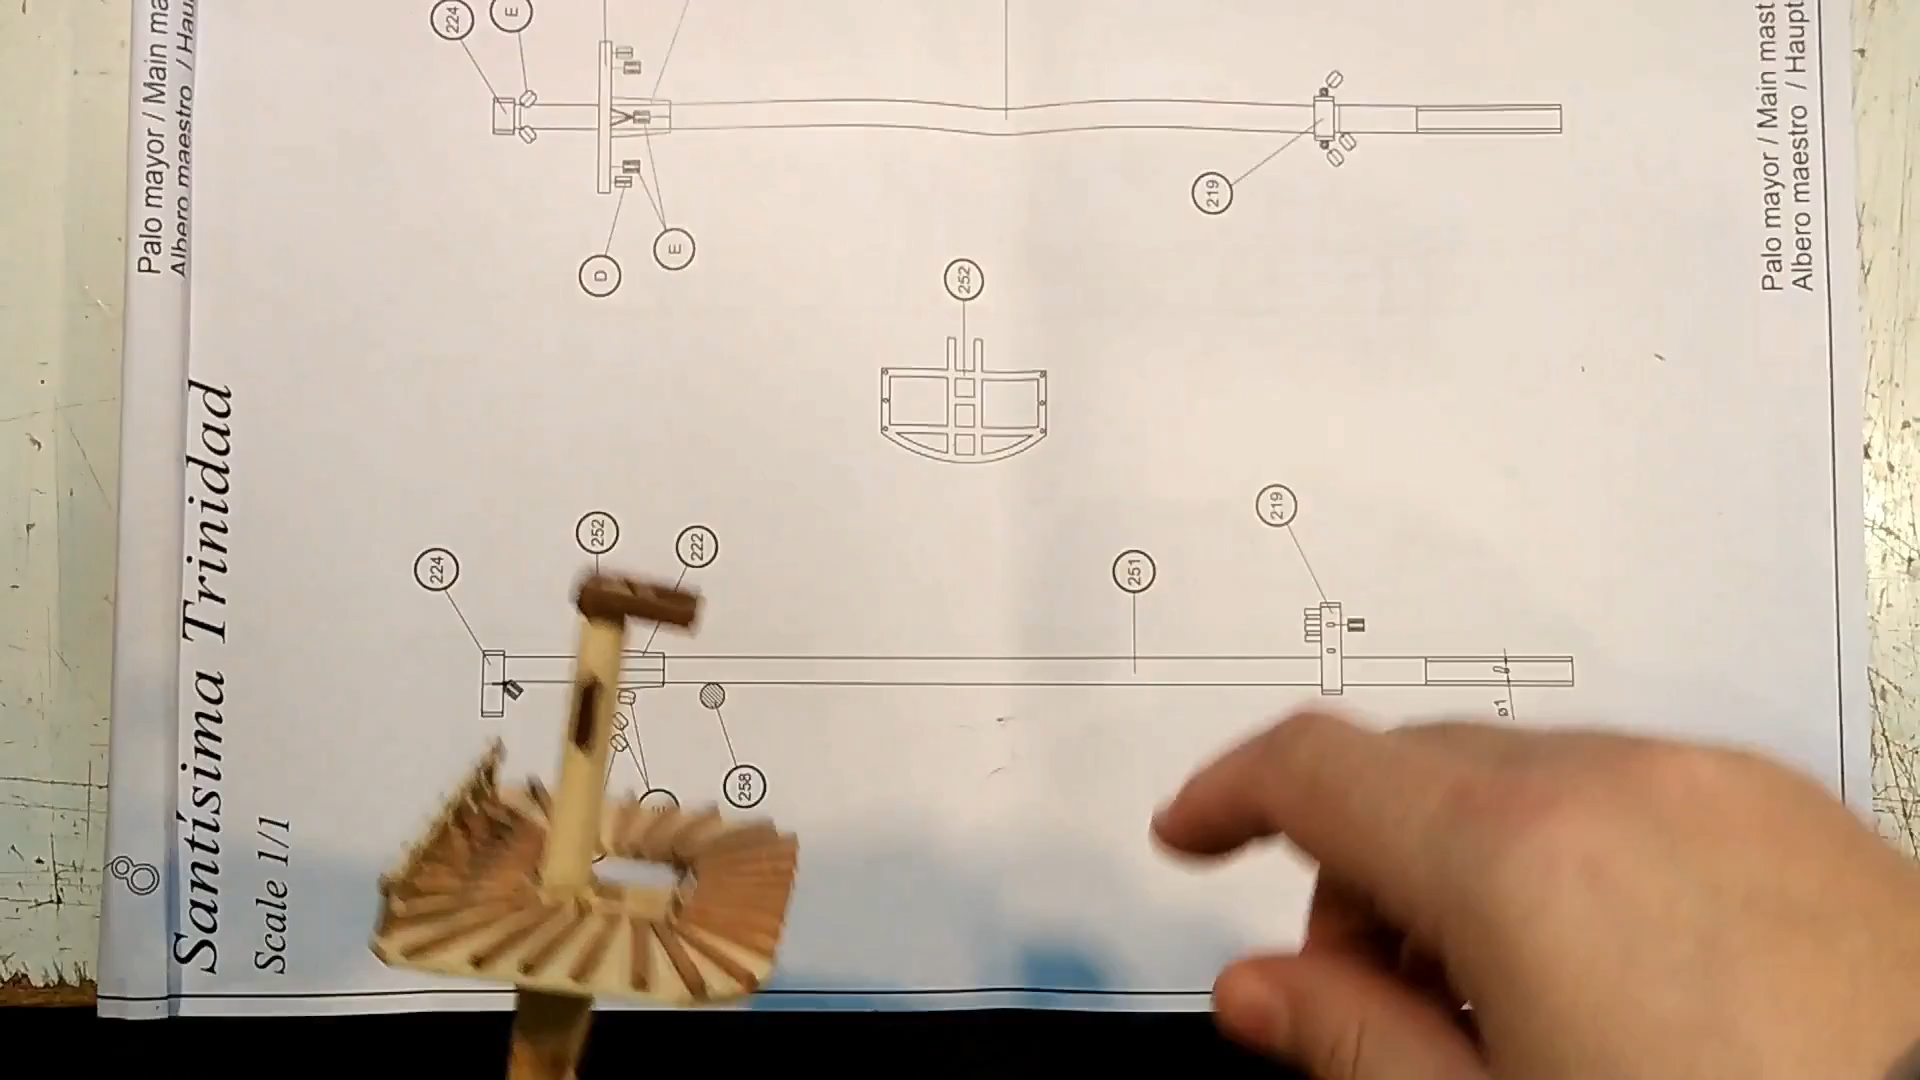 Santísima Trinidad
Scale 1/1
Palo mayor / Main ma
Albero maestro / Hau
Palo mayor / Main mast
Albero maestro / Haupt
224
E
D
E
219
252
224
252
222
251
219
258
ø1